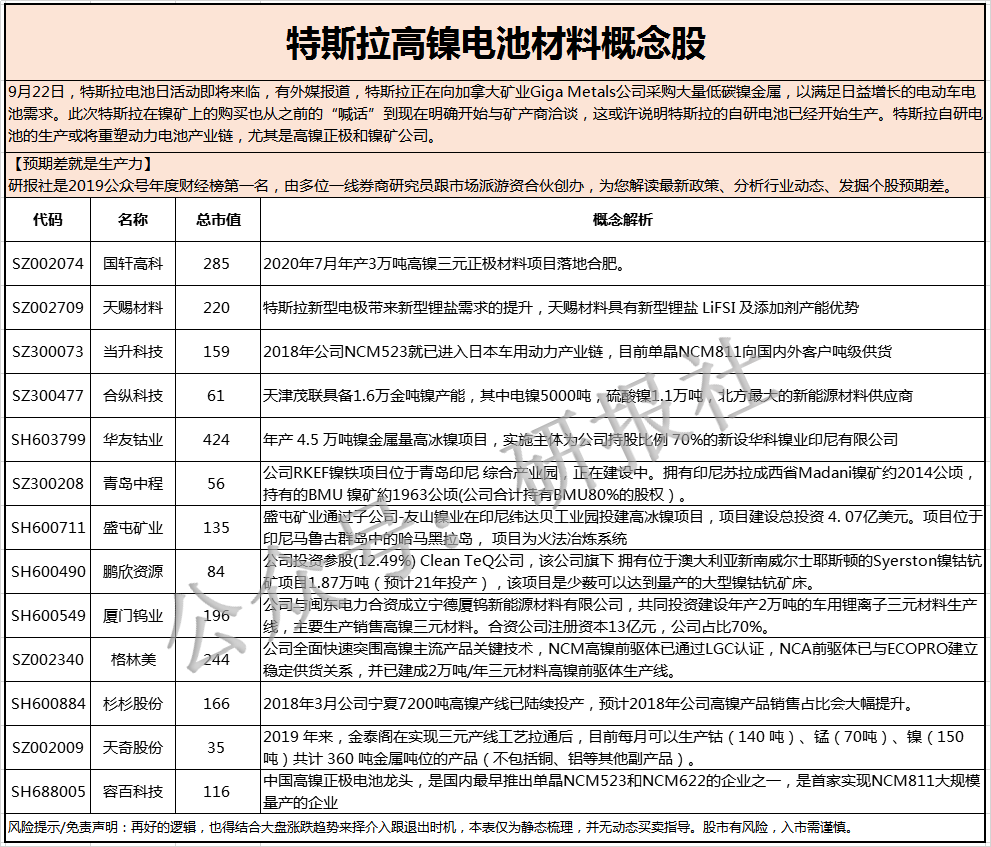 特斯拉高镍电池材料概念股
9月22日，特斯拉电池日活动即将来临，有外媒报道，特斯拉正在向加拿大矿业Giga Metals公司采购大量低碳镍金属，以满足日益增长的电动车电
池需求。此次特斯拉在镍矿上的购买也从之前的“喊话”到现在明确开始与矿产商洽谈，这或许说明特斯拉的自研电池已经开始生产。特斯拉自研电
池的生产或将重塑动力电池产业链，尤其是高镍正极和镍矿公司。
【预期差就是生产力】
研报社是2019公众号年度财经榜第一名，由多位一线券商研究员跟市场派游资合伙创办，为您解读最新政策、分析行业动态、发掘个股预期差。
代码 名称 总市值 概念解析
SZ002074 国轩高科 285 2020年7月年产3万吨高镍三元正极材料项目落地合肥。
SZ002709 天赐材料 220 特斯拉新型电极带来新型锂盐需求的提升，天赐材料具有新型锂盐 LiFSI 及添加剂产能优势
SZ300073 当升科技 159 2018年公司NCM523就已进入日本车用动力产业链，目前单晶NCM811向国内外客户吨级供货
SZ300477 合纵科技 61 天津茂联具备1.6万金吨镍产能，其中电镍5000吨，硫酸镍1.1万吨，北方最大的新能源材料供应商
SH603799 华友钴业 424 年产 4.5 万吨镍金属量高冰镍项目，实施主体为公司持股比例 70%的新设华科镍业印尼有限公司
SZ300208 青岛中程 56 公司RKEF镍铁项目位于青岛印尼 综合产业园，正在建设中。拥有印尼苏拉成西省Madani镍矿约2014公顷，
持有的BMU 镍矿约1963公顷(公司合计持有BMU80%的股权）。
SH600711 盛屯矿业 135 盛屯矿业通过子公司-友山镍业在印尼纬达贝工业园投建高冰镍项目，项目建设总投资 4. 07亿美元。项目位于
印尼马鲁古群岛中的哈马黑拉岛， 项目为火法冶炼系统
SH600490 鹏欣资源 84 公司投资参股(12.49%) Clean TeQ公司，该公司旗下 拥有位于澳大利亚新南威尔士耶斯顿的Syerston镍钴钪
矿项目1.87万吨（预计21年投产），该项目是少蔽可以达到量产的大型镍钴钪矿床。
SH600549 厦门钨业 196 公司与闽东电力合资成立宁德厦钨新能源材料有限公司，共同投资建设年产2万吨的车用锂离子三元材料生产
线，主要生产销售高镍三元材料。合资公司注册资本13亿元，公司占比70%。
SZ002340 格林美 244 公司全面快速突围高镍主流产品关键技术，NCM高镍前驱体已通过LGC认证，NCA前驱体已与ECOPRO建立
稳定供货关系，并已建成2万吨/年三元材料高镍前驱体生产线。
SH600884 杉杉股份 166 2018年3月公司宁夏7200吨高镍产线已陆续投产，预计2018年公司高镍产品销售占比会大幅提升。
SZ002009 天奇股份 35 2019 年来，金泰阁在实现三元产线工艺拉通后，目前每月可以生产钴（140 吨）、锰（70吨）、镍（150
吨）共计 360 吨金属吨位的产品（不包括铜、铝等其他副产品）。
SH688005 容百科技 116 中国高镍正极电池龙头，是国内最早推出单晶NCM523和NCM622的企业之一，是首家实现NCM811大规模
量产的企业
风险提示/免责声明：再好的逻辑，也得结合大盘涨跌趋势来择介入跟退出时机，本表仅为静态梳理，并无动态买卖指导。股市有风险，入市需谨慎。
公众号：研报社